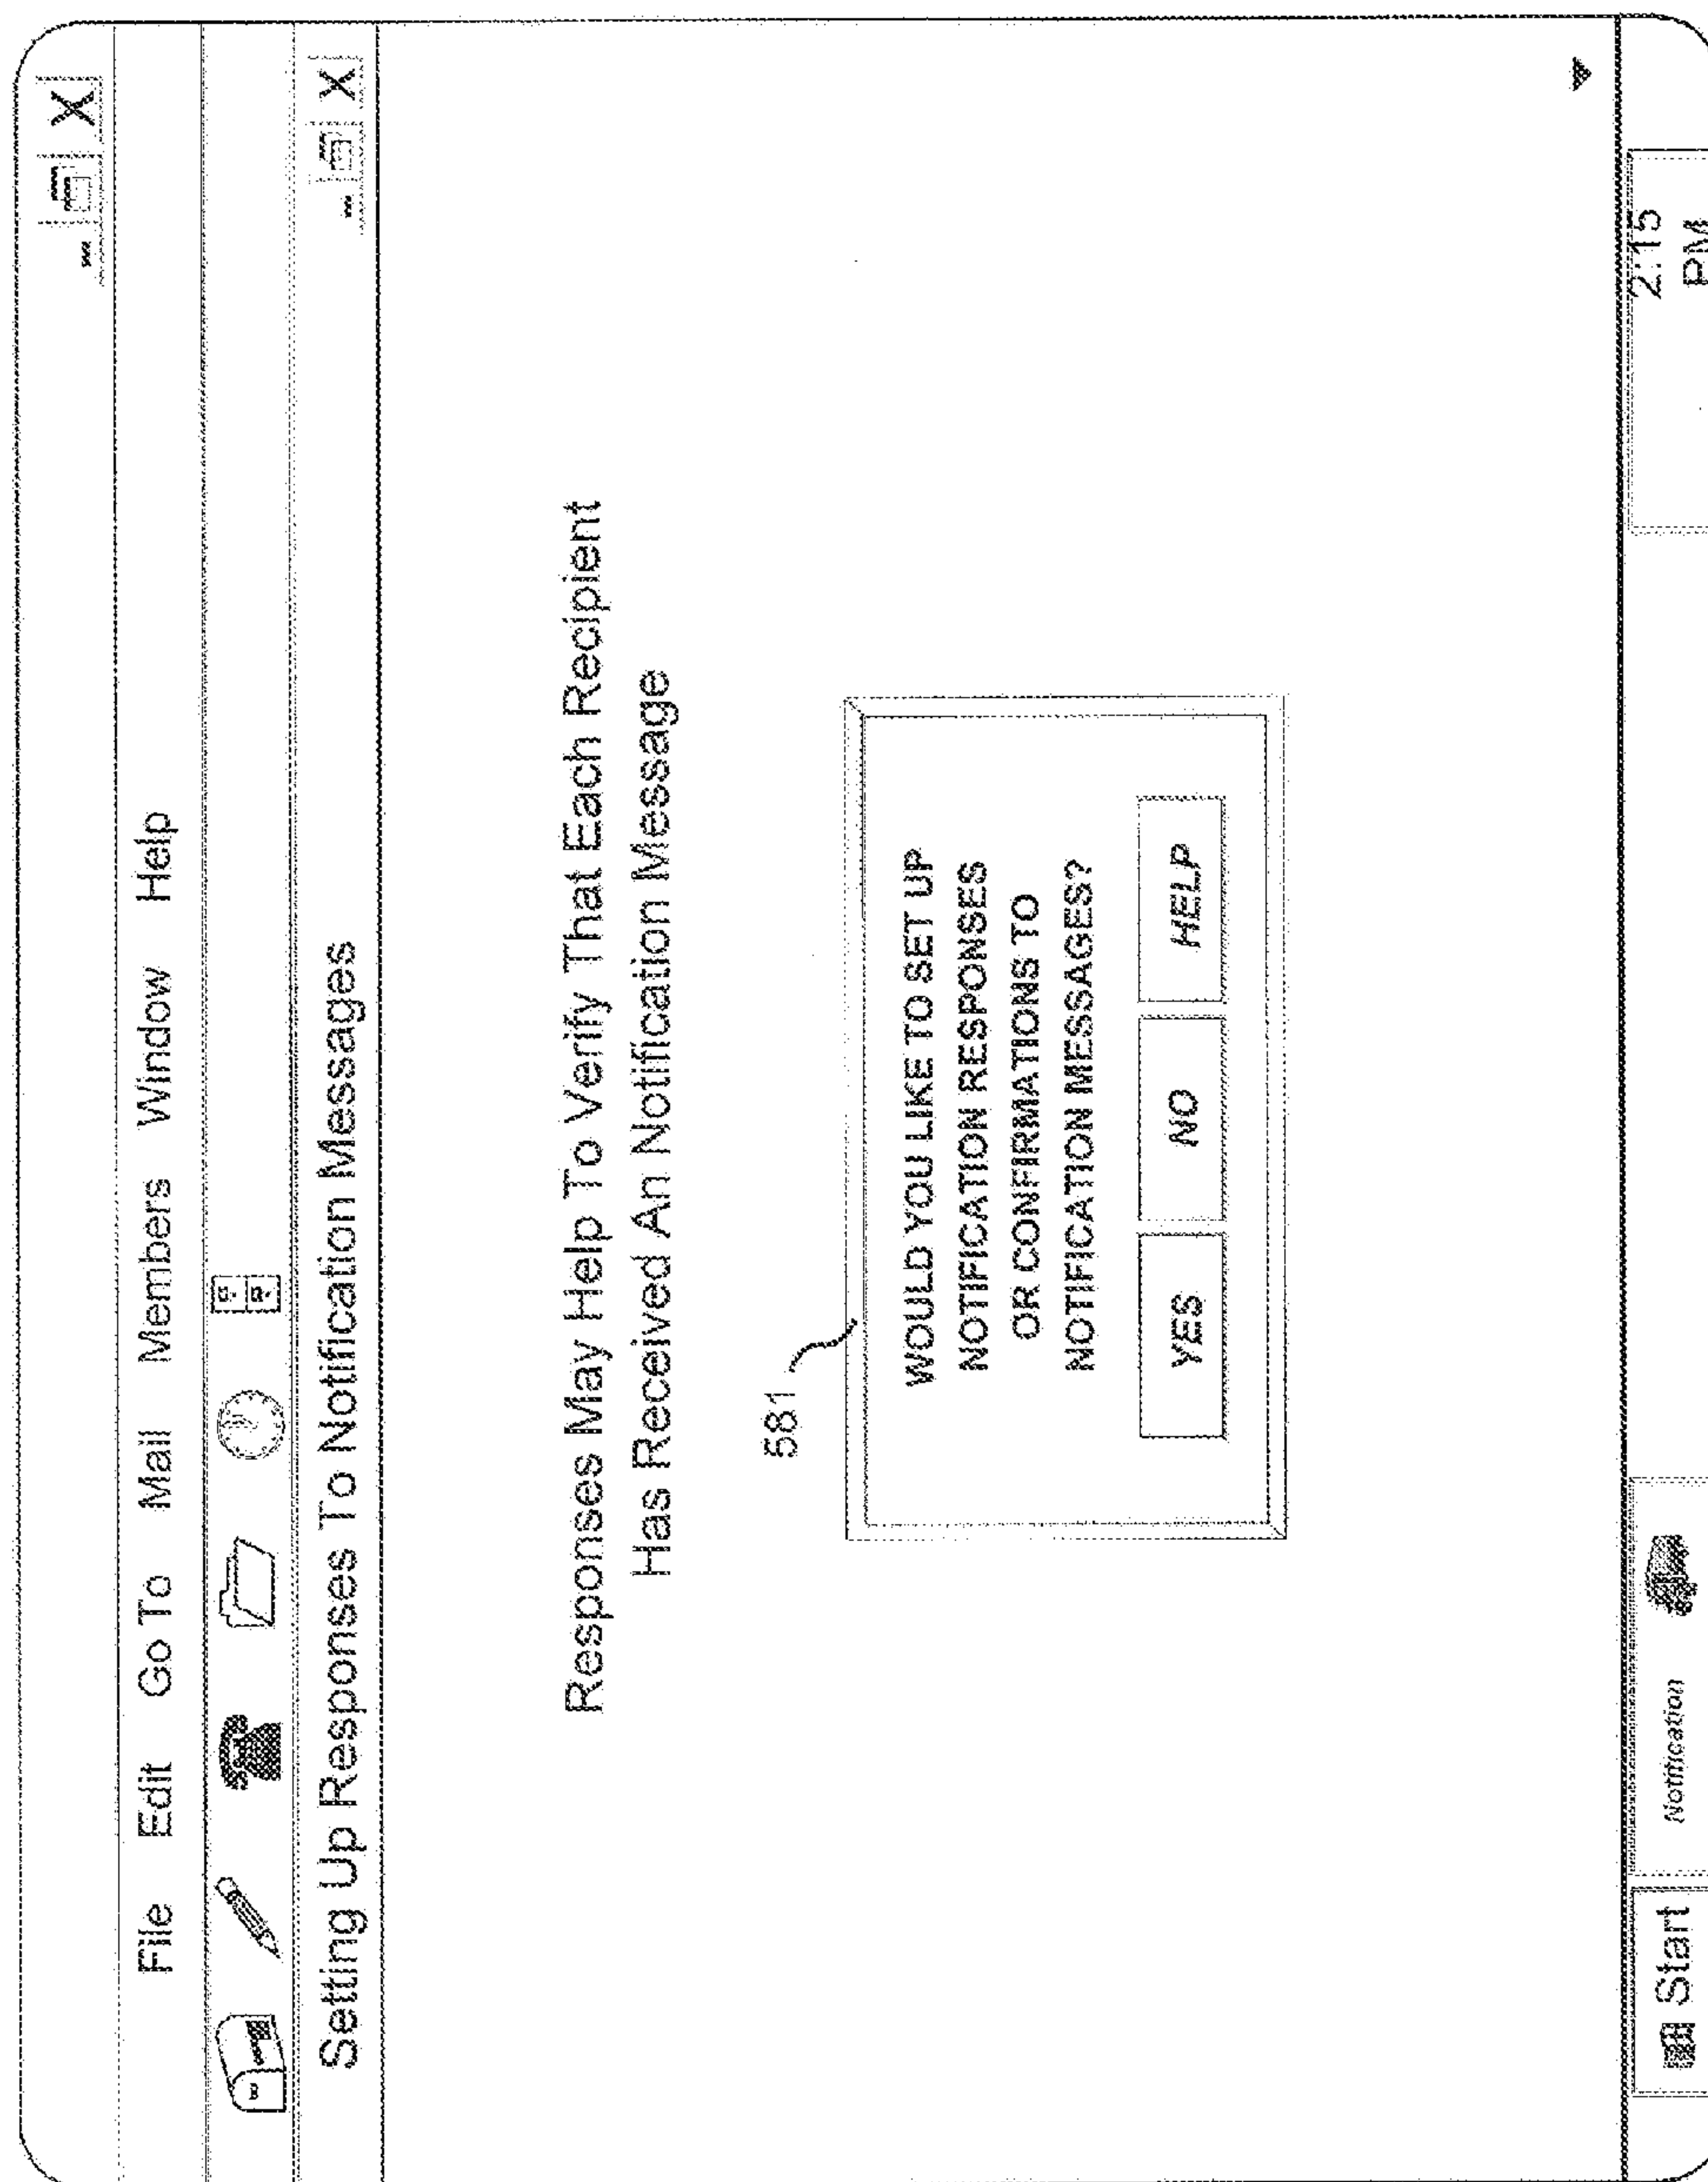 File Edit Go To Mail Members Window Help
Setting Up Responses To Notification Messages
Responses May Help To Verify That Each Recipient
Has Received An Notification Message
581
WOULD YOU LIKE TO SET UP
NOTIFICATION RESPONSES
OR CONFIRMATIONS TO
NOTIFICATION MESSAGES?
YES NO HELP
Start Notification 2:15
PM